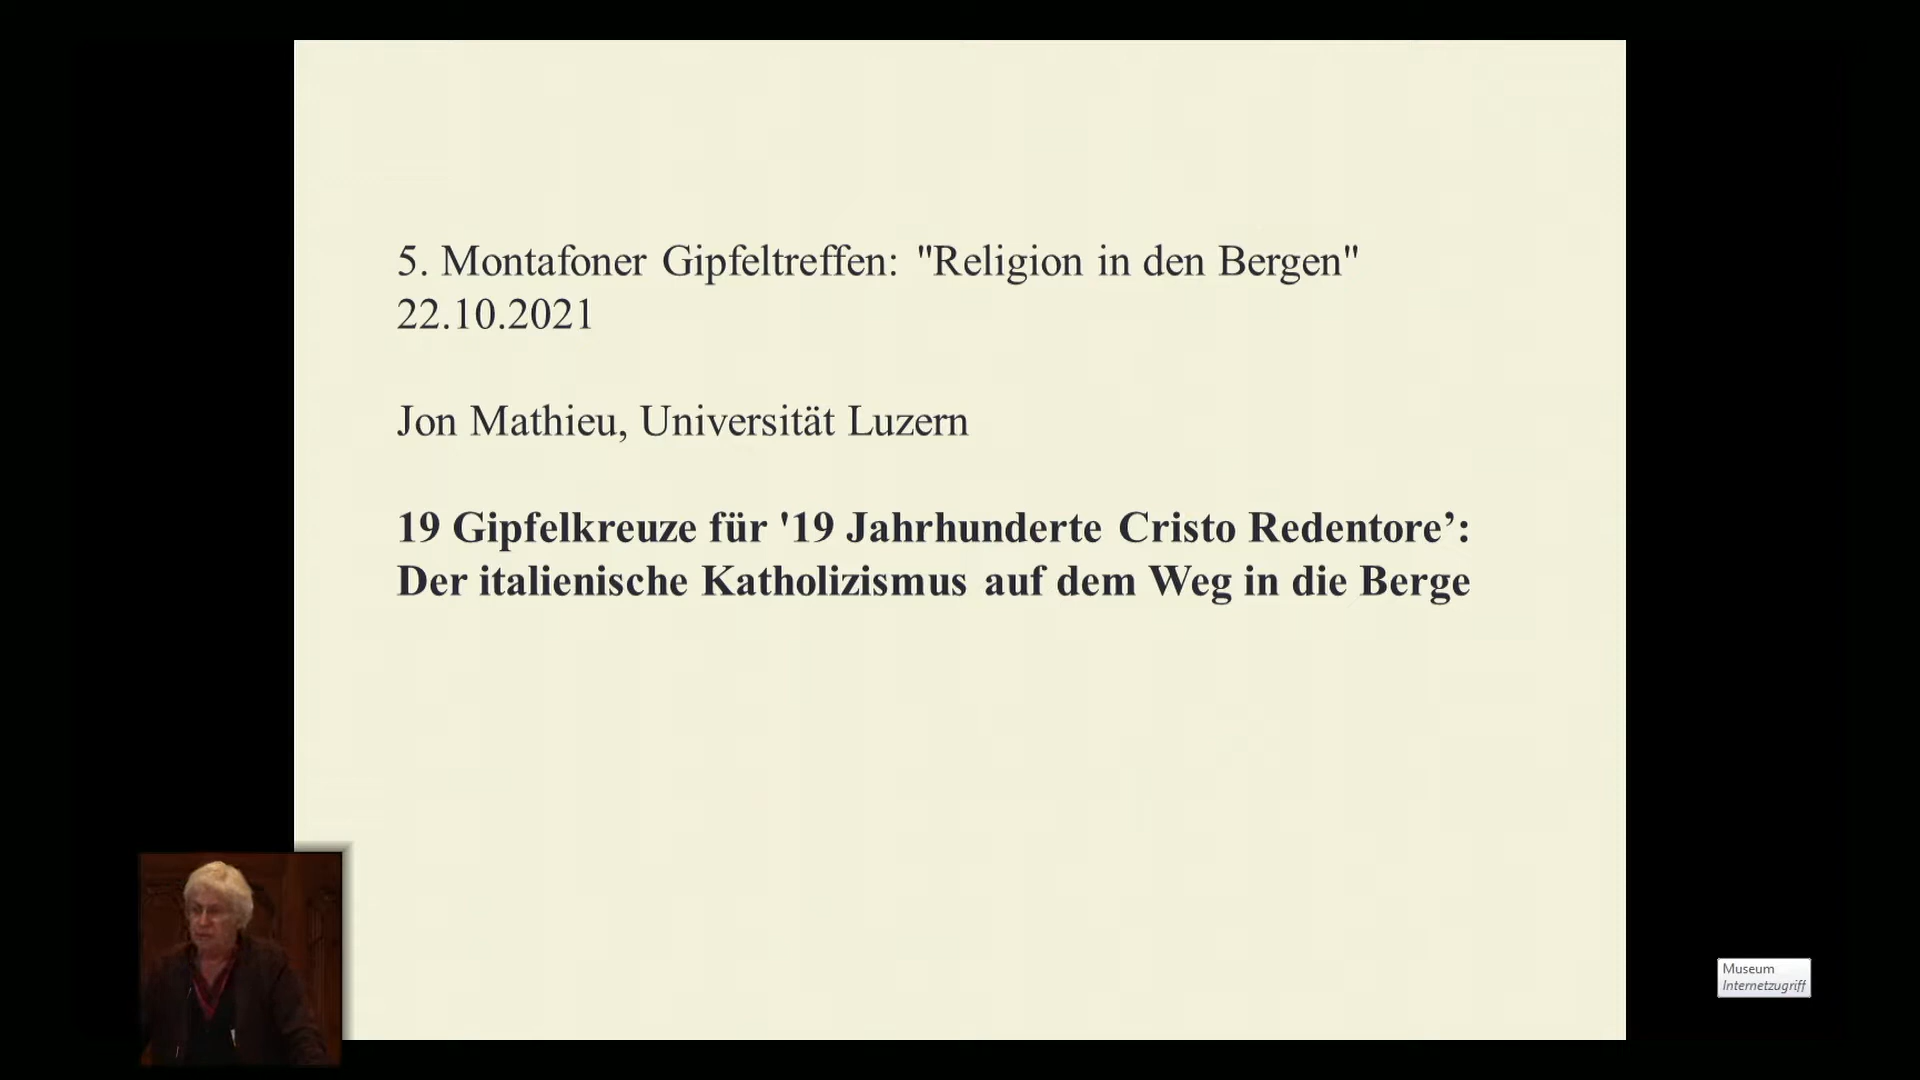 5. Montafoner Gipfeltreffen: "Religion in den Bergen"
22.10.2021
Jon Mathieu, Universität Luzern
19 Gipfelkreuze für '19 Jahrhunderte Cristo Redentore’:
Der italienische Katholizismus auf dem Weg in die Berge
Museum
Internetzugriff